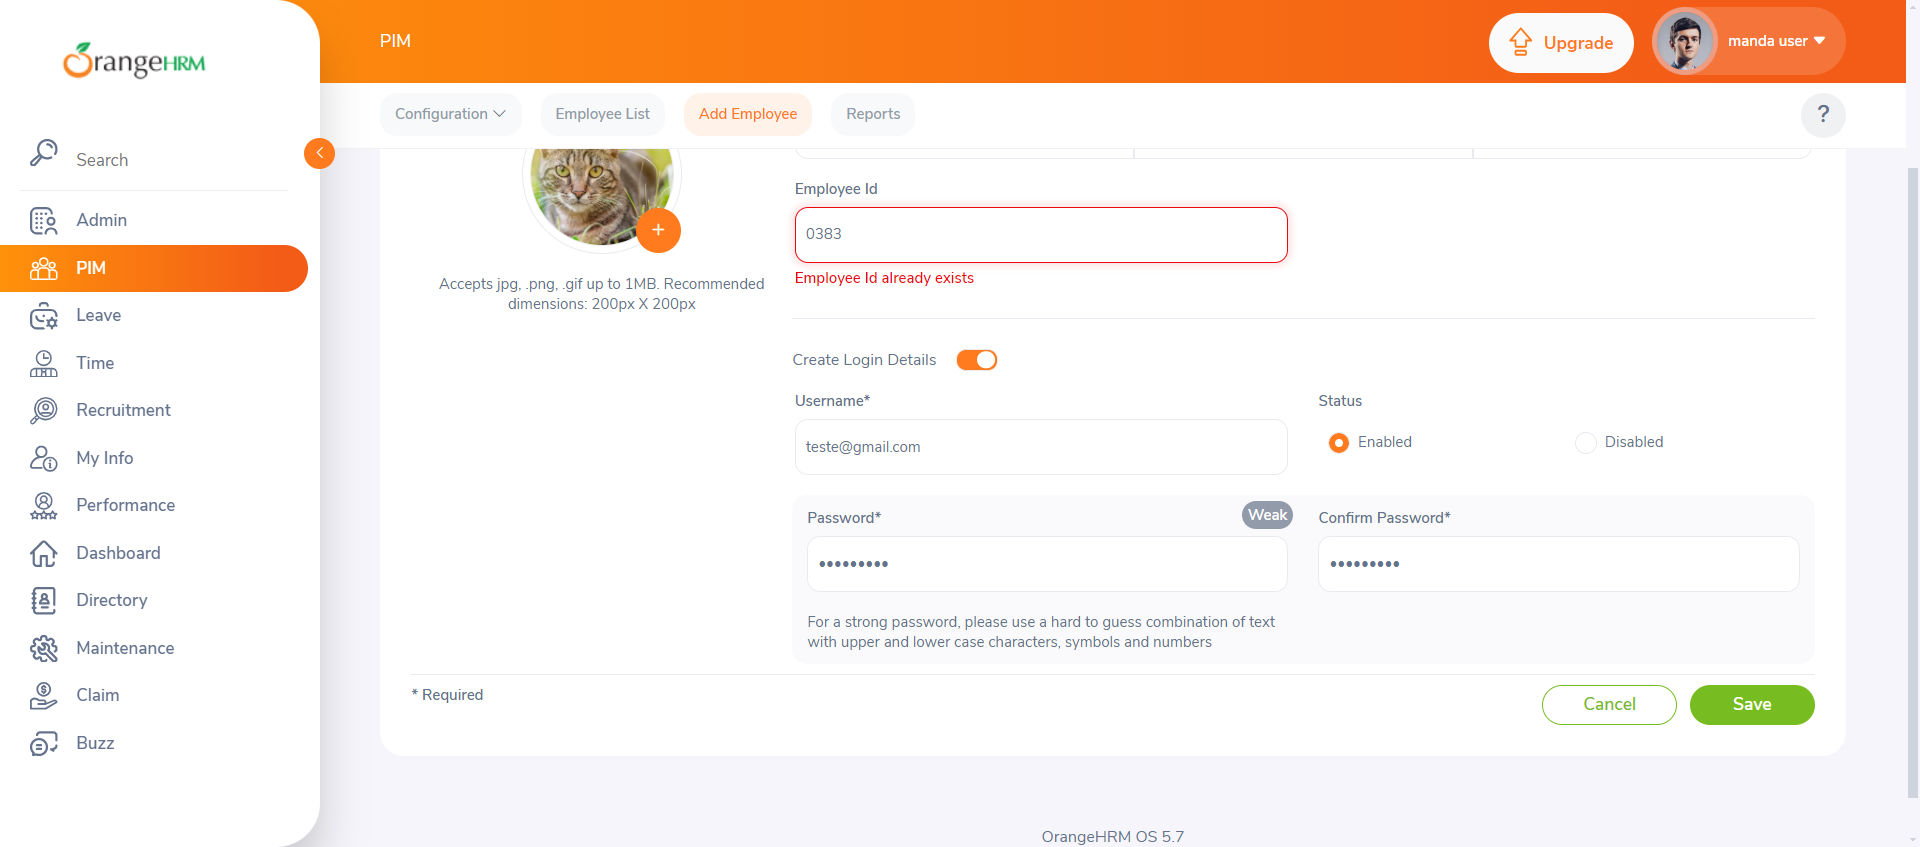 OrangeHRM
PIM
Upgrade
manda user
Configuration
Employee List
Add Employee
Reports
?
Search
Admin
PIM
Leave
Time
Recruitment
My Info
Performance
Dashboard
Directory
Maintenance
Claim
Buzz
+
Accepts jpg, .png, .gif up to 1MB. Recommended
dimensions: 200px X 200px
Employee Id
0383
Employee Id already exists
Create Login Details
Username*
teste@gmail.com
Status
Enabled
Disabled
Password*
Weak
•••••••••
Confirm Password*
•••••••••
For a strong password, please use a hard to guess combination of text
with upper and lower case characters, symbols and numbers
* Required
Cancel
Save
OrangeHRM OS 5.7